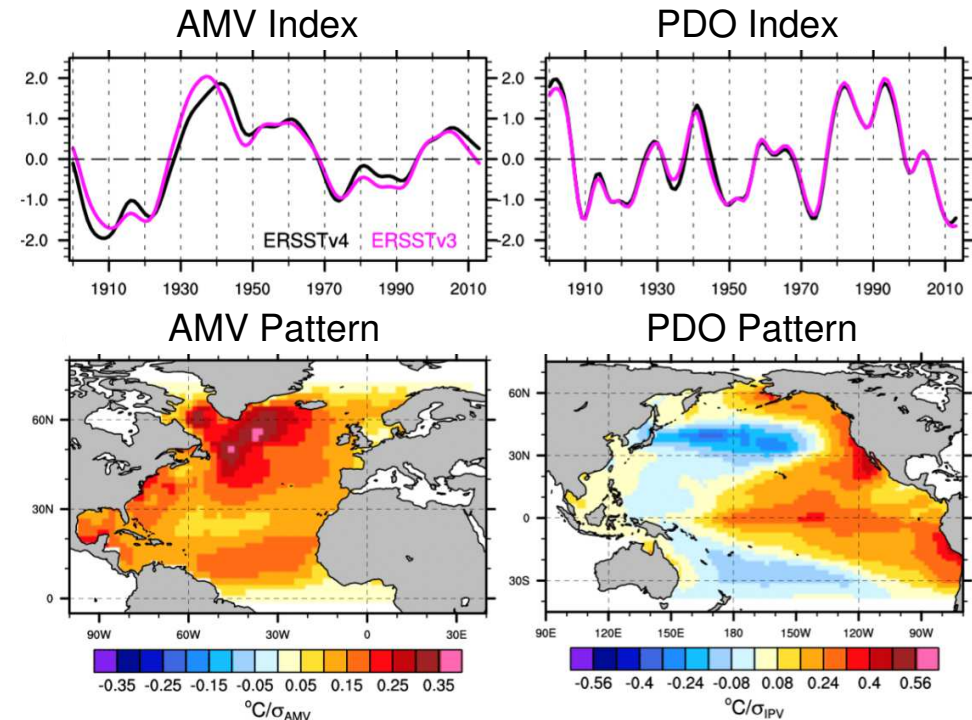 AMV Index
PDO Index
2.0
1.0
0.0
-1.0
-2.0
ERSSTv4 ERSSTv3
2.0
1.0
0.0
-1.0
-2.0
1910 1930 1950 1970 1990 2010
1910 1930 1950 1970 1990 2010
AMV Pattern
PDO Pattern
60N
30N
0
90W 60W 30W 0 30E
60N
30N
0
30S
90E 120E 150E 180 150W 120W 90W
-0.35 -0.25 -0.15 -0.05 0.05 0.15 0.25 0.35
°C/σAMV
-0.56 -0.4 -0.24 -0.08 0.08 0.24 0.4 0.56
°C/σIPV